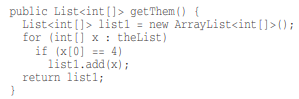 public List<int[]> getThem() {
List<int[]> list1 = new ArrayList<int[]>();
for (int[] x : theList)
if (x[0] == 4)
list1.add(x);
return list1;
}